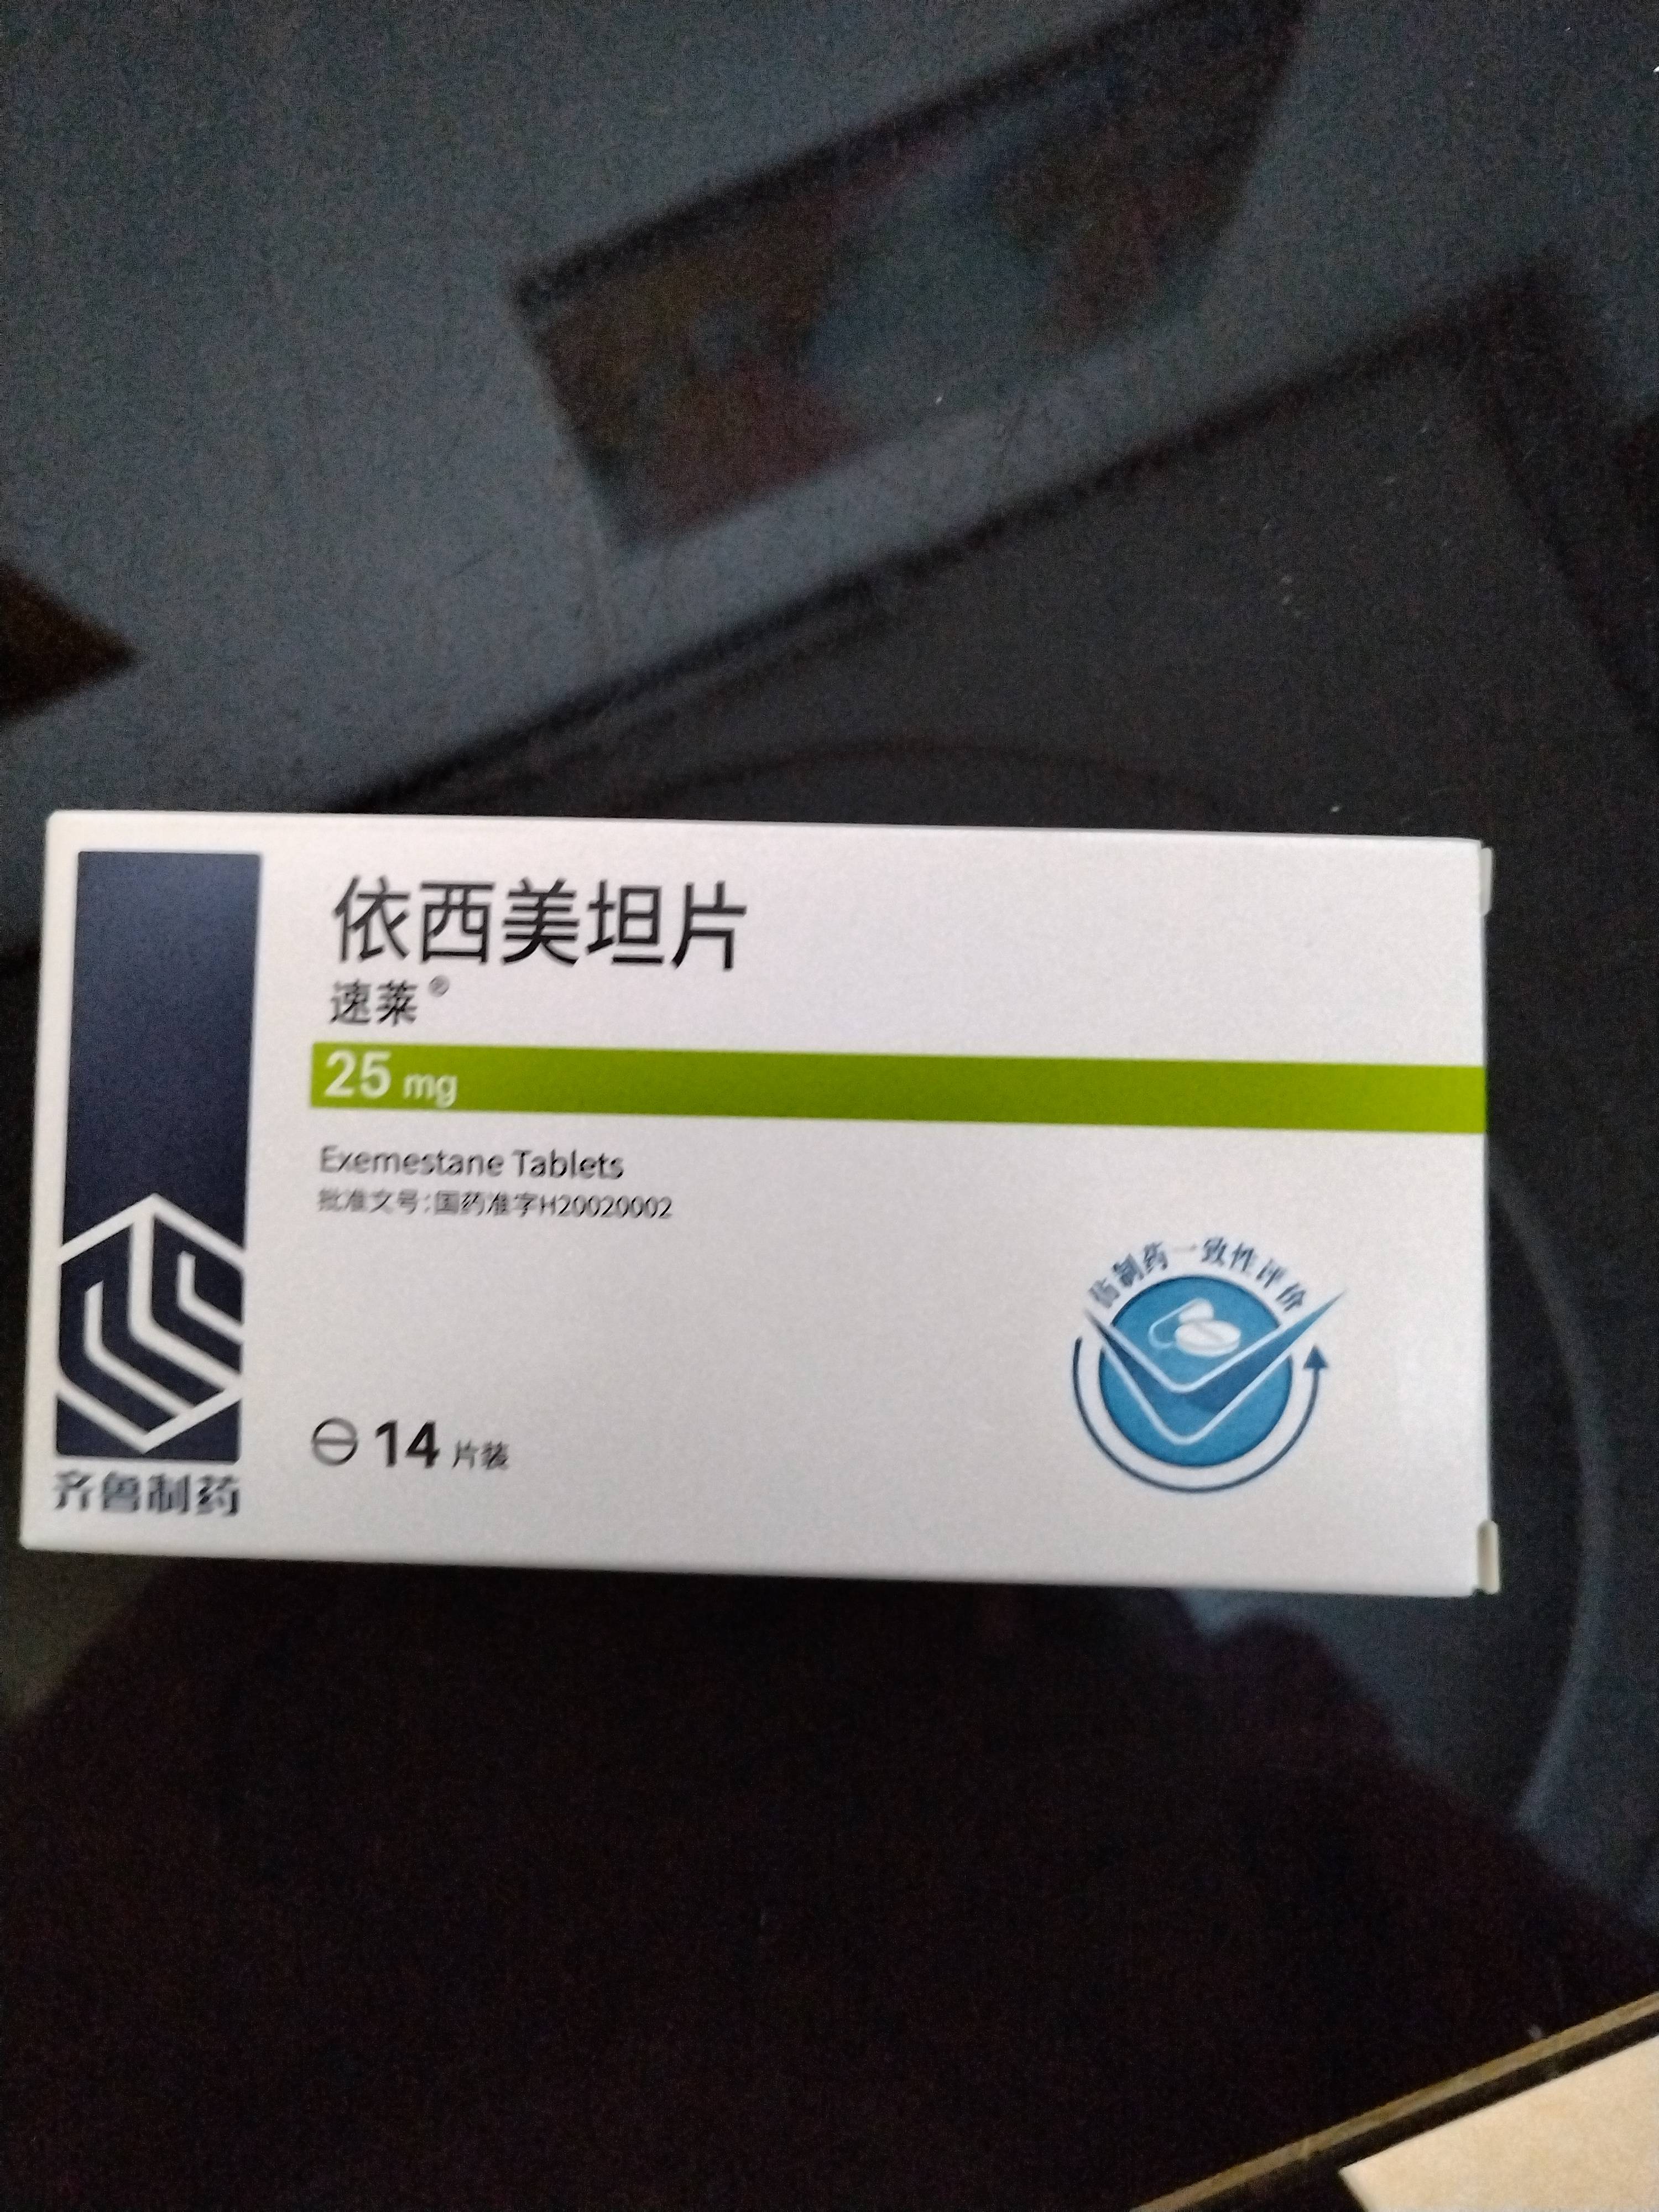 依西美坦片
速莱®
25 mg
Exemestane Tablets
批准文号:国药准字H20020002
仿制药一致性评价
14 片装
齐鲁制药